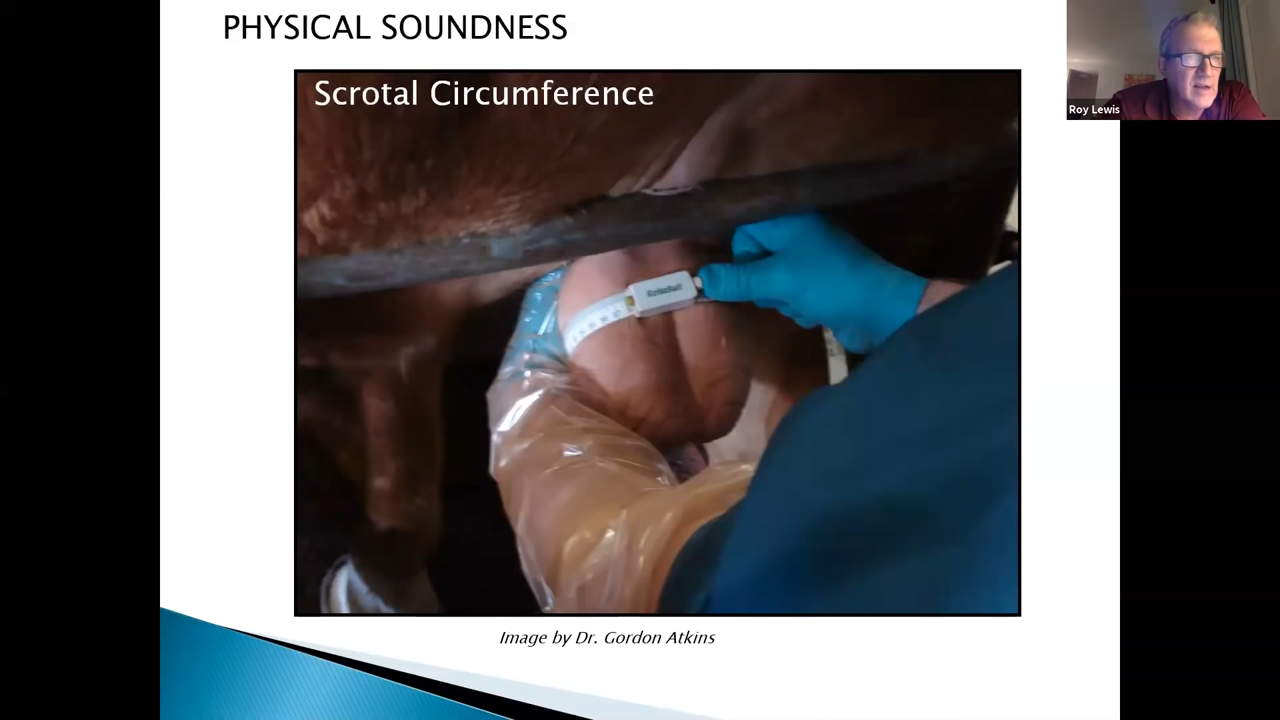 PHYSICAL SOUNDNESS
Scrotal Circumference
Roy Lewis
Image by Dr. Gordon Atkins